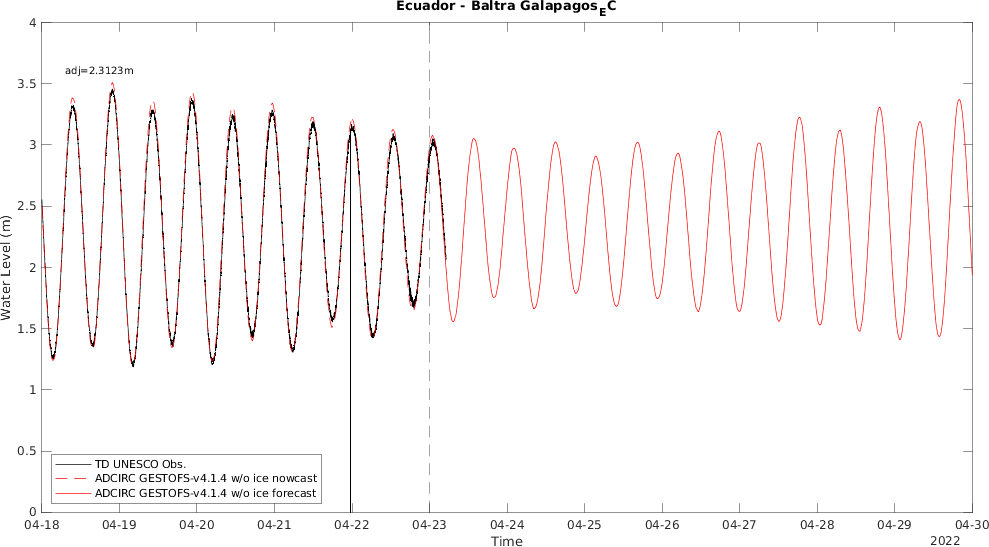 Ecuador - Baltra Galapagos_EC
4
adj=2.3123m
3.5
3
2.5
2
1.5
1
0.5
0
Water Level (m)
TD UNESCO Obs.
ADCIRC GESTOFS-v4.1.4 w/o ice nowcast
ADCIRC GESTOFS-v4.1.4 w/o ice forecast
04-18 04-19 04-20 04-21 04-22 04-23 04-24 04-25 04-26 04-27 04-28 04-29 04-30
Time
2022